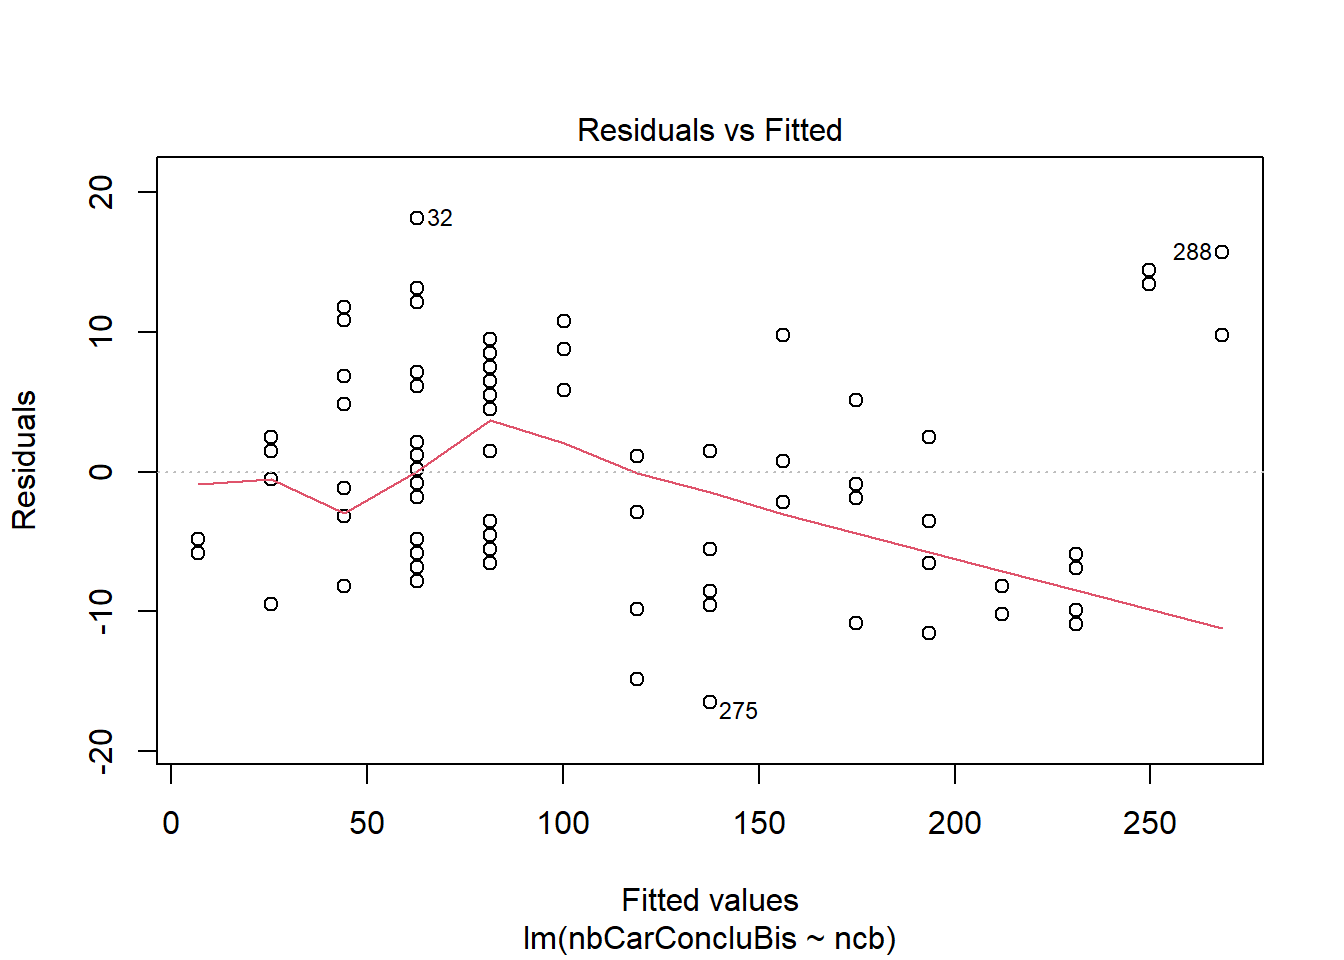 Residuals vs Fitted
Residuals
20
10
0
-10
-20
32
288
275
0 50 100 150 200 250
Fitted values
lm(nbCarConcluBis ~ ncb)